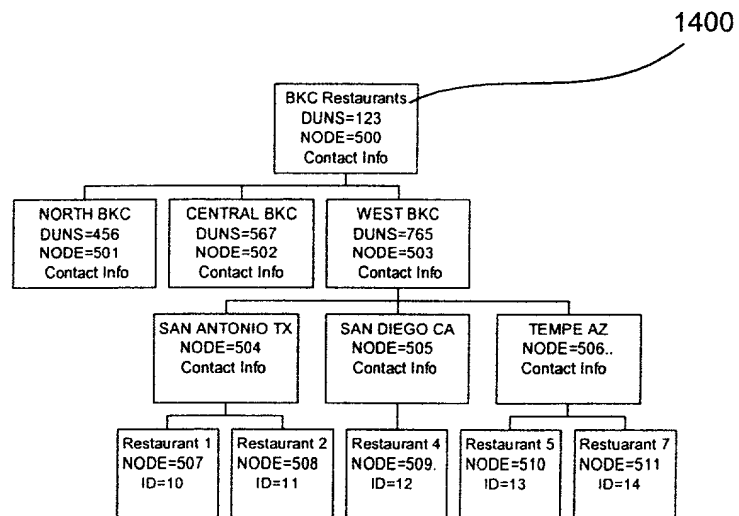 1400
BKC Restaurants
DUNS=123
NODE=500
Contact Info
NORTH BKC
DUNS=456
NODE=501
Contact Info
CENTRAL BKC
DUNS=567
NODE=502
Contact Info
WEST BKC
DUNS=765
NODE=503
Contact Info
SAN ANTONIO TX
NODE=504
Contact Info
SAN DIEGO CA
NODE=505
Contact Info
TEMPE AZ
NODE=506..
Contact Info
Restaurant 1
NODE=507
ID=10
Restaurant 2
NODE=508
ID=11
Restaurant 4
NODE=509.
ID=12
Restaurant 5
NODE=510
ID=13
Restuarant 7
NODE=511
ID=14